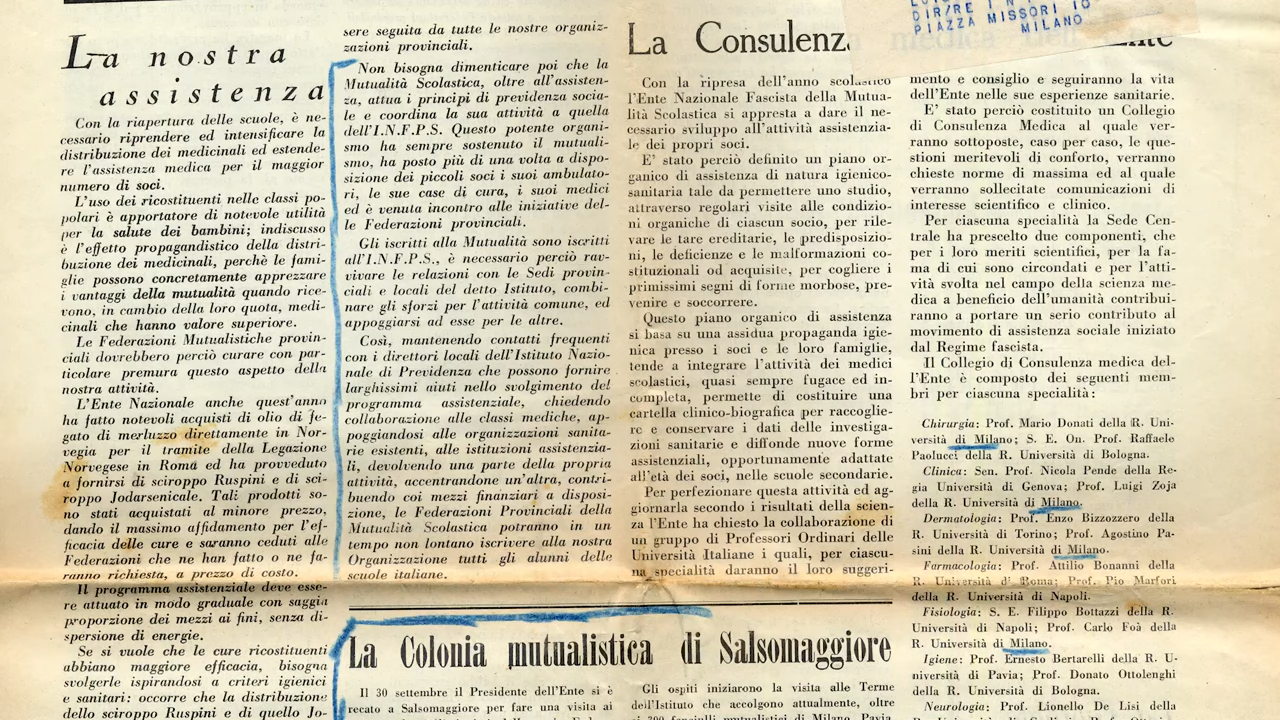 La nostra
assistenza
Con la riapertura delle scuole, è ne-
cessario riprendere ed intensificare la
distribuzione dei medicinali ed estende-
re l'assistenza medica per il maggior
numero di soci.
L'uso dei ricostituenti nelle classi po-
polari è apportatore di notevole utilità
per la salute dei bambini; indiscusso
è l'effetto propagandistico della distri-
buzione dei medicinali, perchè le fami-
glie possono concretamente apprezzare
i vantaggi della mutualità quando rice-
vono, in cambio della loro quota, medi-
cinali che hanno valore superiore.
Le Federazioni Mutualistiche provin-
ciali dovrebbero perciò curare con par-
ticolare premura questo aspetto della
nostra attività.
L'Ente Nazionale anche quest'anno
ha fatto notevoli acquisti di olio di fe-
gato di merluzzo direttamente in Nor-
vegia per il tramite della Legazione
Norvegese in Roma ed ha provveduto
a fornirsi di sciroppo Ruspini e di sci-
roppo Jodarsenicale. Tali prodotti so-
no stati acquistati al minore prezzo,
dando il massimo affidamento per l'ef-
ficacia delle cure e saranno ceduti alle
Federazioni che ne han fatto o ne fa-
ranno richiesta, a prezzo di costo.
Il programma assistenziale deve esse-
re attuato in modo graduale con saggia
proporzione dei mezzi ai fini, senza di-
spersione di energie.
Se si vuole che le cure ricostituenti
abbiano maggiore efficacia, bisogna
svolgerle ispirandosi a criteri igienici
e sanitari: occorre che la distribuzione
dello sciroppo Ruspini e di quello Jo-
sere seguita da tutte le nostre organiz-
zazioni provinciali.
Non bisogna dimenticare poi che la
Mutualità Scolastica, oltre all'assisten-
za, attua i principi di previdenza socia-
le e coordina la sua attività a quella
dell'I.N.F.P.S. Questo potente organi-
smo ha sempre sostenuto il mutuali-
smo, ha posto più di una volta a dispo-
sizione dei piccoli soci i suoi ambulato-
ri, le sue case di cura, i suoi medici
ed è venuta incontro alle iniziative del-
le Federazioni provinciali.
Gli iscritti alla Mutualità sono iscritti
all'I.N.F.P.S., è necessario perciò rav-
vivare le relazioni con le Sedi provin-
ciali e locali del detto Istituto, combi-
nare gli sforzi per l'attività comune, ed
appoggiarsi ad esse per le altre.
Così, mantenendo contatti frequenti
con i direttori locali dell'Istituto Nazio-
nale di Previdenza che possono fornire
larghissimi aiuti nello svolgimento del
programma assistenziale, chiedendo
collaborazione alle classi mediche, ap-
poggiandosi alle organizzazioni sanita-
rie esistenti, alle istituzioni assistenzia-
li, devolvendo una parte della propria
attività, accentrandone un'altra, contri-
buendo coi mezzi finanziari a disposi-
zione, le Federazioni Provinciali della
Mutualità Scolastica potranno in un
tempo non lontano iscrivere alla nostra
Organizzazione tutti gli alunni delle
scuole italiane.
La Consulenza medica dell'Ente
DIR/RE I N F
PIAZZA MISSORI 10
MILANO
Con la ripresa dell'anno scolastico
l'Ente Nazionale Fascista della Mutua-
lità Scolastica si appresta a dare il ne-
cessario sviluppo all'attività assistenzia-
le dei propri soci.
E' stato perciò definito un piano or-
ganico di assistenza di natura igienico-
sanitaria tale da permettere uno studio,
attraverso regolari visite alle condizio-
ni organiche di ciascun socio, per rile-
vare le tare ereditarie, le predisposizio-
ni, le deficienze e le malformazioni co-
stituzionali od acquisite, per cogliere i
primissimi segni di forme morbose, pre-
venire e soccorrere.
Questo piano organico di assistenza
si basa su una assidua propaganda igie-
nica presso i soci e le loro famiglie,
tende a integrare l'attività dei medici
scolastici, quasi sempre fugace ed in-
completa, permette di costituire una
cartella clinico-biografica per raccoglie-
re e conservare i dati delle investiga-
zioni sanitarie e diffonde nuove forme
assistenziali, opportunamente adattate
all'età dei soci, nelle scuole secondarie.
Per perfezionare questa attività ed ag-
giornarla secondo i risultati della scien-
za l'Ente ha chiesto la collaborazione di
un gruppo di Professori Ordinari delle
Università Italiane i quali, per ciascu-
na specialità daranno il loro suggeri-
mento e consiglio e seguiranno la vita
dell'Ente nelle sue esperienze sanitarie.
E' stato perciò costituito un Collegio
di Consulenza Medica al quale ver-
ranno sottoposte, caso per caso, le que-
stioni meritevoli di conforto, verranno
chieste norme di massima ed al quale
verranno sollecitate comunicazioni di
interesse scientifico e clinico.
Per ciascuna specialità la Sede Cen-
trale ha prescelto due componenti, che
per i loro meriti scientifici, per la fa-
ma di cui sono circondati e per l'atti-
vità svolta nel campo della scienza me-
dica a beneficio dell'umanità contribui-
ranno a portare un serio contributo al
movimento di assistenza sociale iniziato
dal Regime fascista.
Il Collegio di Consulenza medica del-
l'Ente è composto dei seguenti mem-
bri per ciascuna specialità:
Chirurgia: Prof. Mario Donati della R. Uni-
versità di Milano; S. E. On. Prof. Raffaele
Paolucci della R. Università di Bologna.
Clinica: Sen. Prof. Nicola Pende della Re-
gia Università di Genova; Prof. Luigi Zoja
della R. Università di Milano.
Dermatologia: Prof. Enzo Bizzozzero della
R. Università di Torino; Prof. Agostino Pa-
sini della R. Università di Milano.
Farmacologia: Prof. Attilio Bonanni della
R. Università di Roma; Prof. Pio Marfori
della R. Università di Napoli.
Fisiologia: S. E. Filippo Bottazzi della R.
Università di Napoli; Prof. Carlo Foà della
R. Università di Milano.
Igiene: Prof. Ernesto Bertarelli della R. U-
niversità di Pavia; Prof. Donato Ottolenghi
della R. Università di Bologna.
Neurologia: Prof. Lionello De Lisi della
La Colonia mutualistica di Salsomaggiore
Il 30 settembre il Presidente dell'Ente si è
recato a Salsomaggiore per fare una visita ai
Gli ospiti iniziarono la visita alle Terme
dell'Istituto che accolgono attualmente, oltre